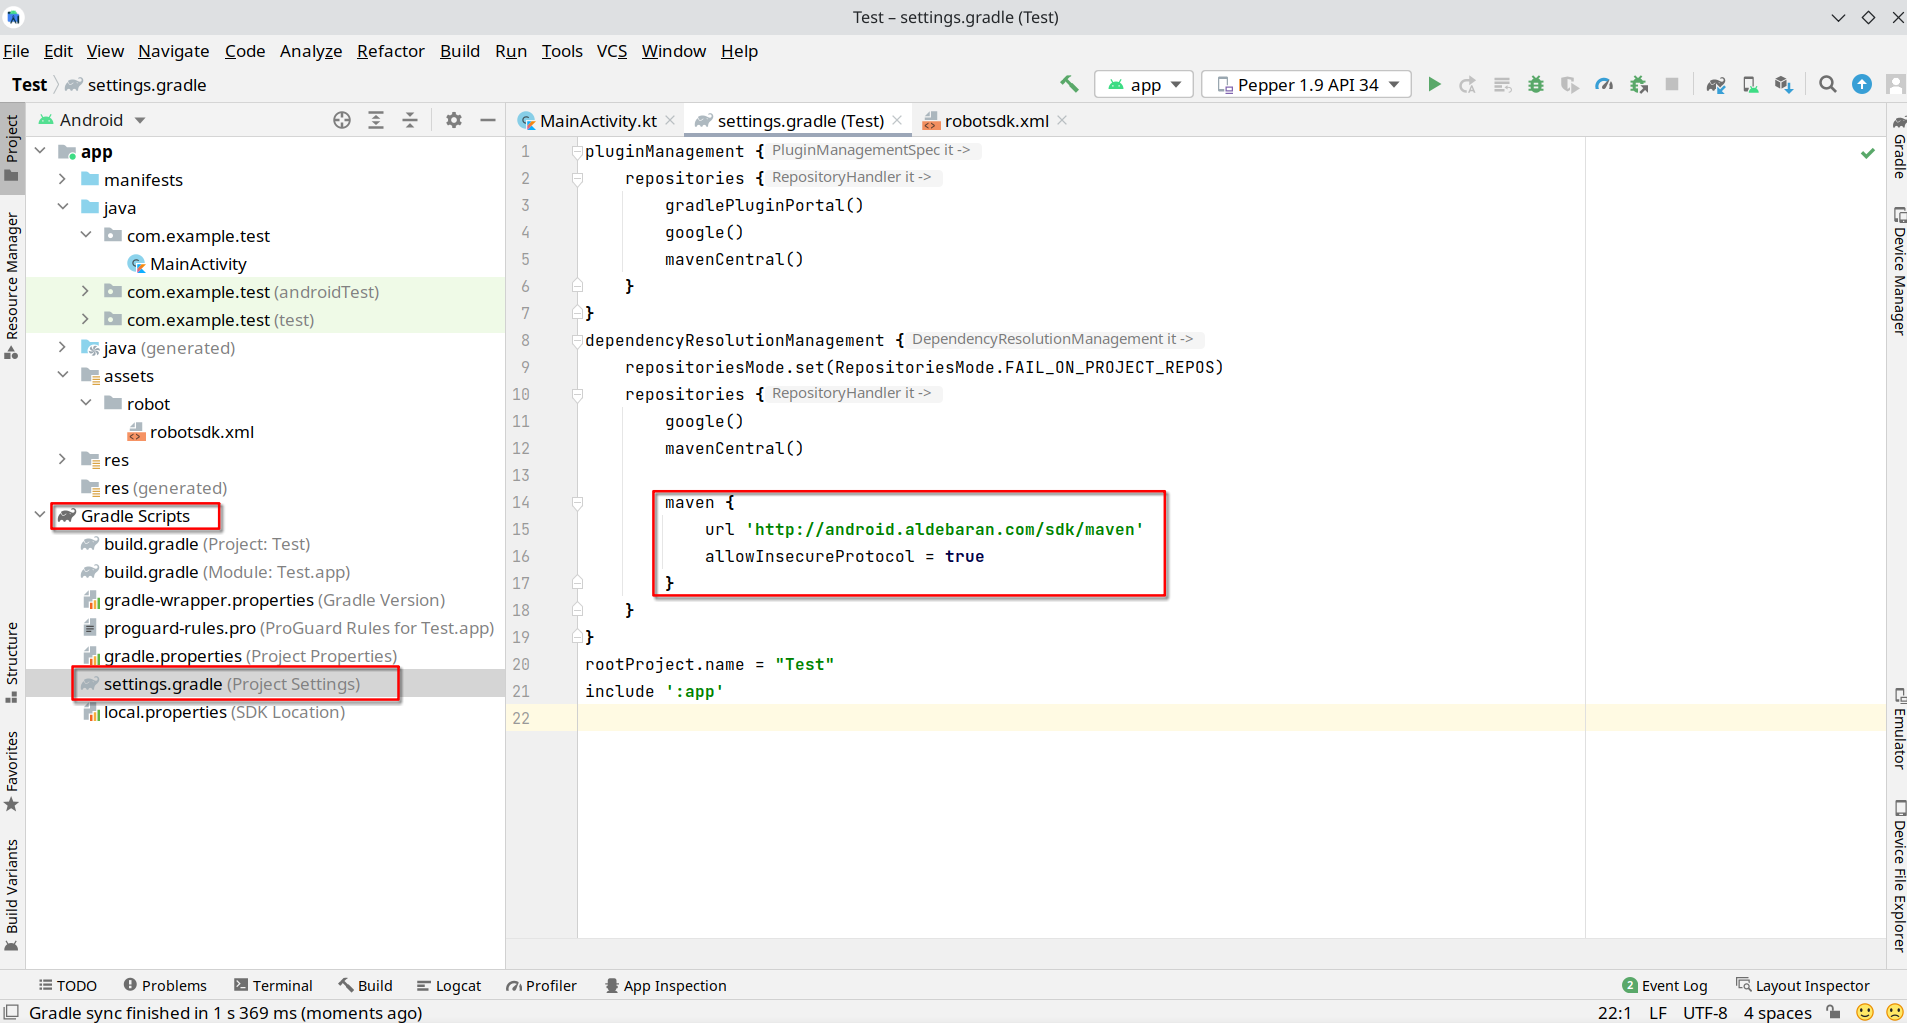 Test – settings.gradle (Test)
File Edit View Navigate Code Analyze Refactor Build Run Tools VCS Window Help
Test settings.gradle
app
Pepper 1.9 API 34
Project
Resource Manager
Structure
Favorites
Build Variants
Android
app
manifests
java
com.example.test
MainActivity
com.example.test (androidTest)
com.example.test (test)
java (generated)
assets
robot
robotsdk.xml
res
res (generated)
Gradle Scripts
build.gradle (Project: Test)
build.gradle (Module: Test.app)
gradle-wrapper.properties (Gradle Version)
proguard-rules.pro (ProGuard Rules for Test.app)
gradle.properties (Project Properties)
settings.gradle (Project Settings)
local.properties (SDK Location)
MainActivity.kt settings.gradle (Test) robotsdk.xml
1 pluginManagement { PluginManagementSpec it ->
2 repositories { RepositoryHandler it ->
3 gradlePluginPortal()
4 google()
5 mavenCentral()
6 }
7 }
8 dependencyResolutionManagement { DependencyResolutionManagement it ->
9 repositoriesMode.set(RepositoriesMode.FAIL_ON_PROJECT_REPOS)
10 repositories { RepositoryHandler it ->
11 google()
12 mavenCentral()
13
14 maven {
15 url 'http://android.aldebaran.com/sdk/maven'
16 allowInsecureProtocol = true
17 }
18 }
19 }
20 rootProject.name = "Test"
21 include ':app'
22
Gradle
Device Manager
Emulator
Device File Explorer
TODO Problems Terminal Build Logcat Profiler App Inspection
2 Event Log Layout Inspector
Gradle sync finished in 1 s 369 ms (moments ago)
22:1 LF UTF-8 4 spaces